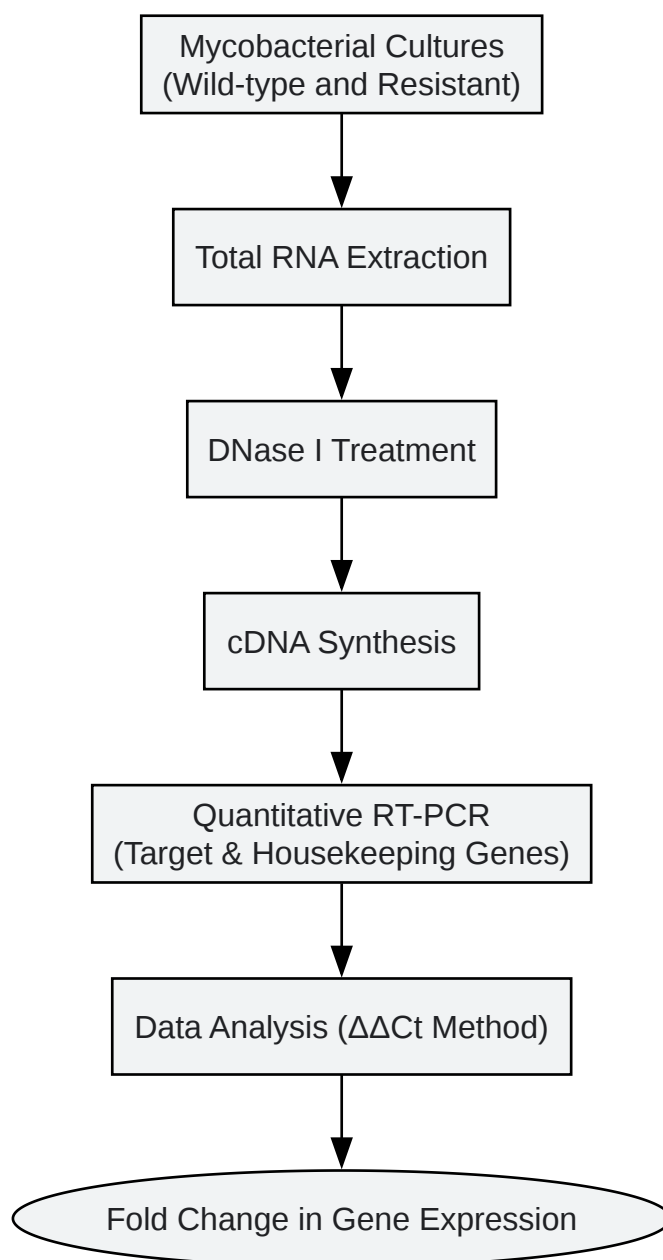 Mycobacterial Cultures
(Wild-type and Resistant)
Total RNA Extraction
DNase I Treatment
cDNA Synthesis
Quantitative RT-PCR
(Target & Housekeeping Genes)
Data Analysis (ΔΔCt Method)
Fold Change in Gene Expression